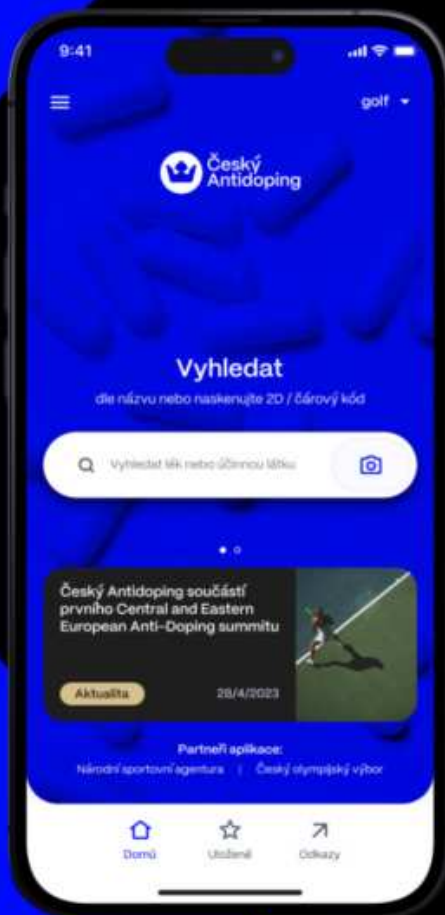 9:41
golf
Český
Antidoping
Vyhledat
dle názvu nebo naskenujte 2D / čárový kód
Vyhledat lék nebo účinnou látku
Český Antidoping součástí
prvního Central and Eastern
European Anti-Doping summitu
Aktualita
28/4/2023
Partneři aplikace:
Národní sportovní agentura | Český olympijský výbor
Domů
Uložené
Odkazy